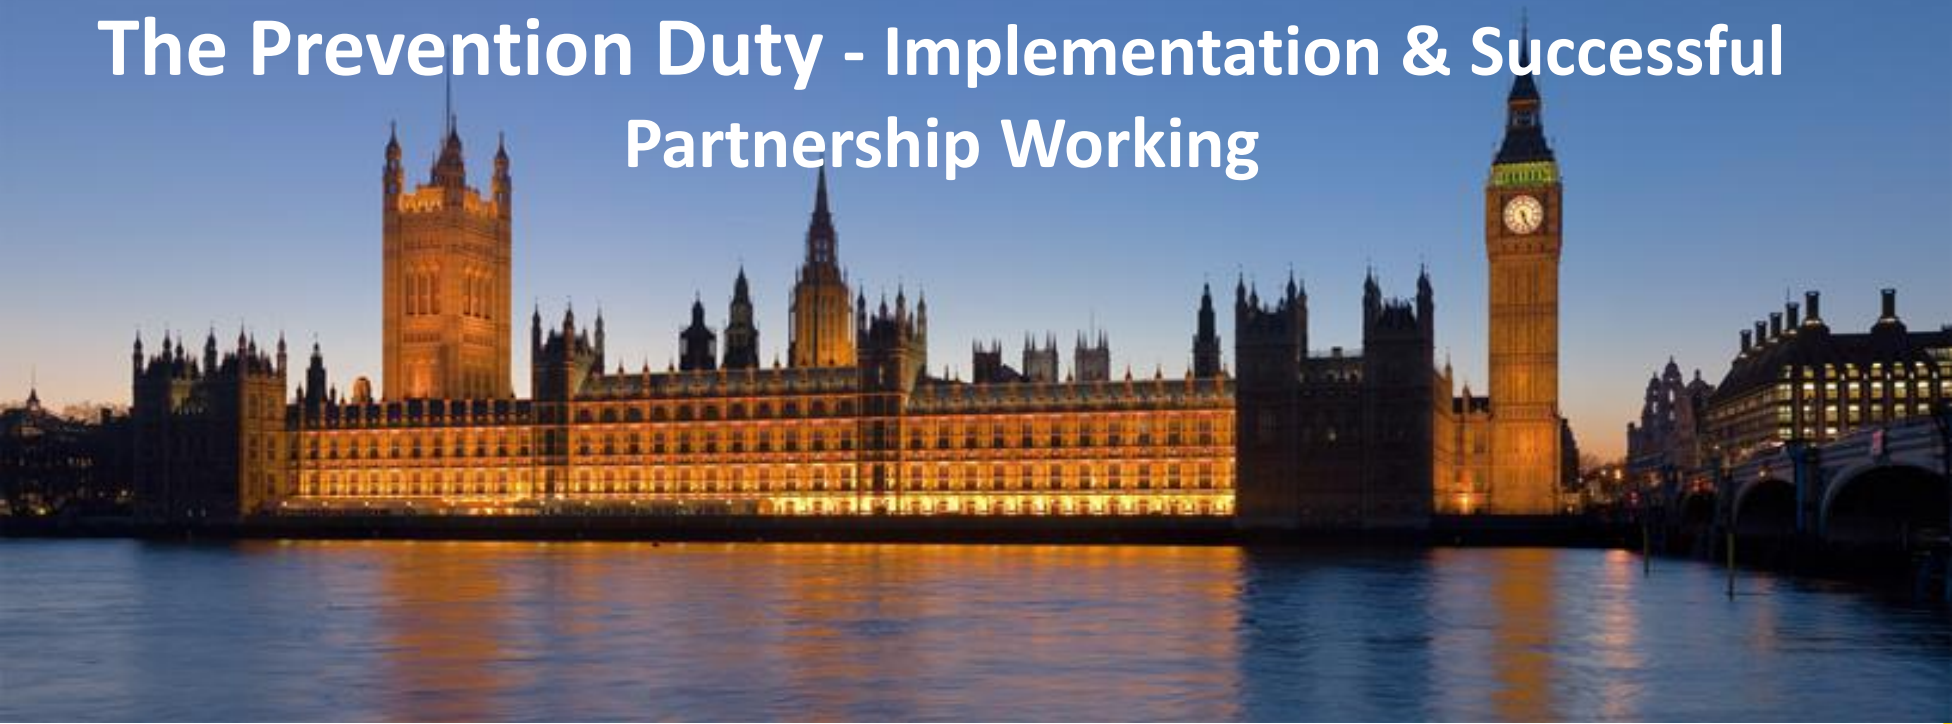 The Prevention Duty - Implementation & Successful
Partnership Working